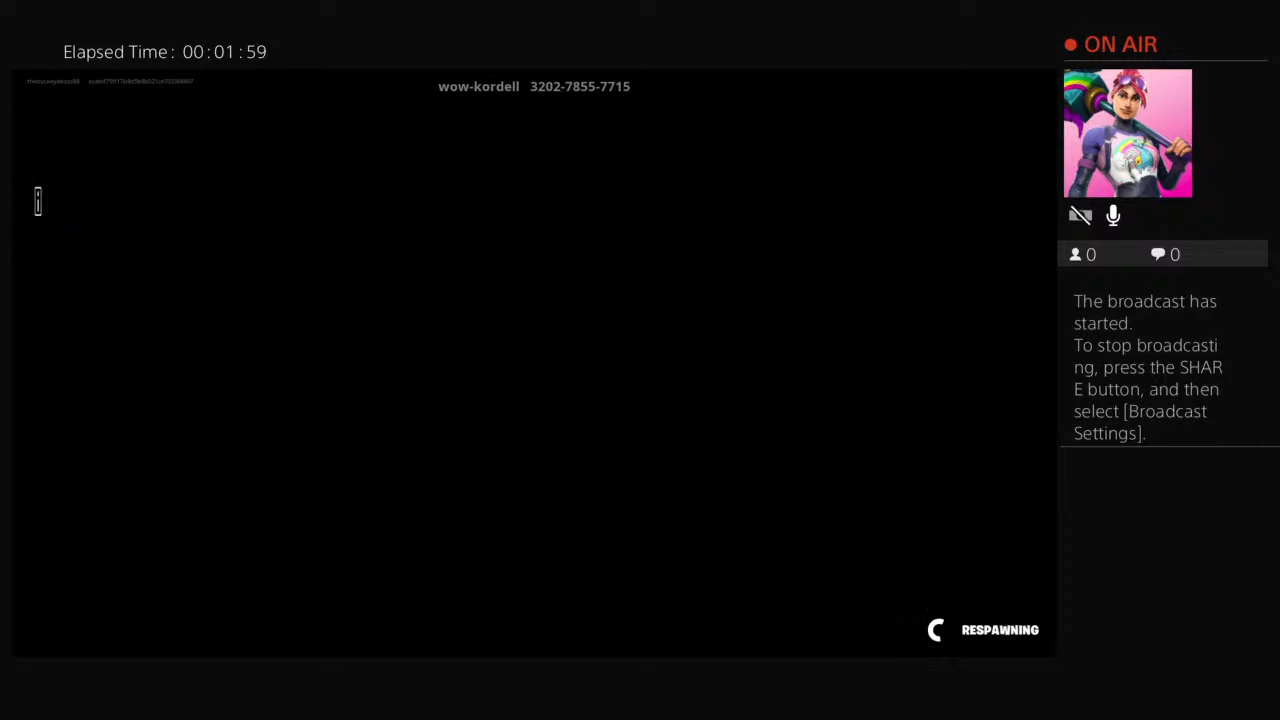 Elapsed Time: 00:01:59
ON AIR
wow-kordell 3202-7855-7715
0 0
The broadcast has
started.
To stop broadcasti
ng, press the SHAR
E button, and then
select [Broadcast
Settings].
RESPAWNING